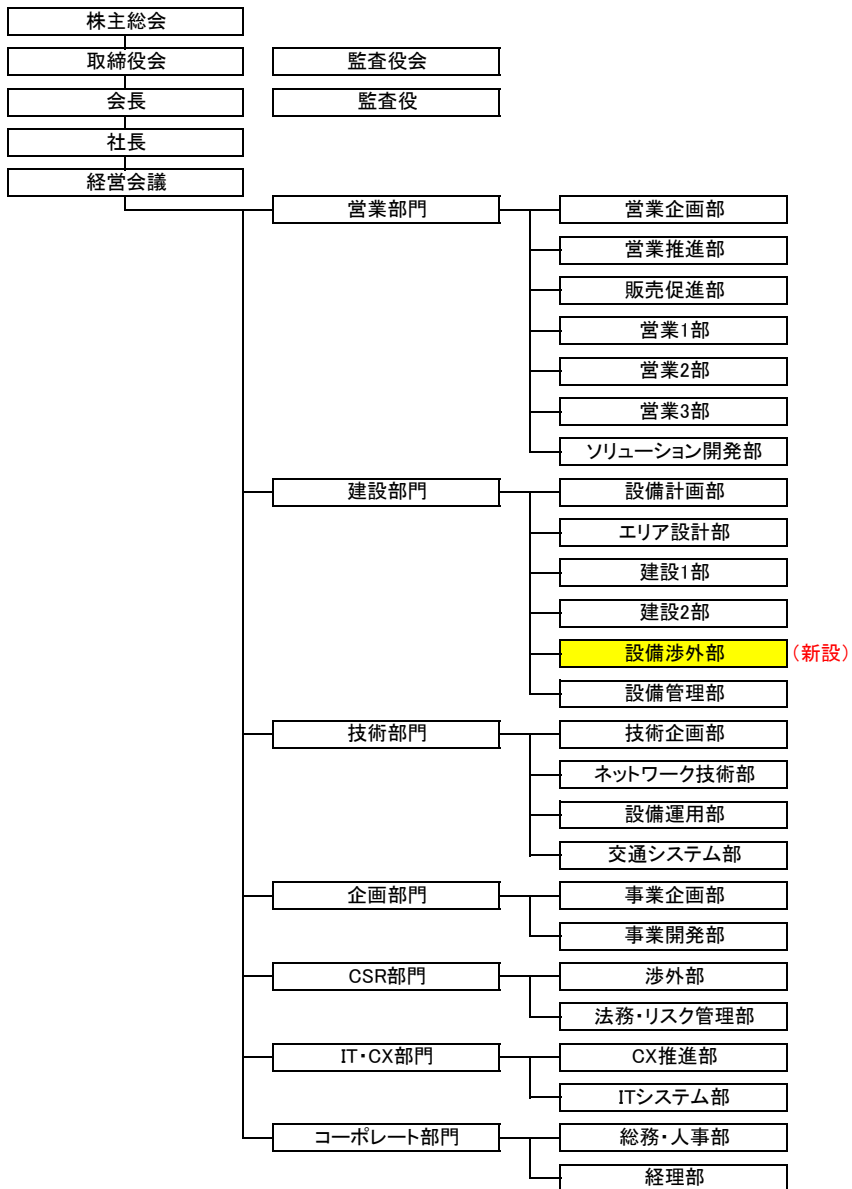 株主総会
取締役会 監査役会
会長 監査役
社長
経営会議
営業部門 営業企画部
営業推進部
販売促進部
営業1部
営業2部
営業3部
ソリューション開発部
建設部門 設備計画部
エリア設計部
建設1部
建設2部
設備渉外部 (新設)
設備管理部
技術部門 技術企画部
ネットワーク技術部
設備運用部
交通システム部
企画部門 事業企画部
事業開発部
CSR部門 渉外部
法務・リスク管理部
IT・CX部門 CX推進部
ITシステム部
コーポレート部門 総務・人事部
経理部